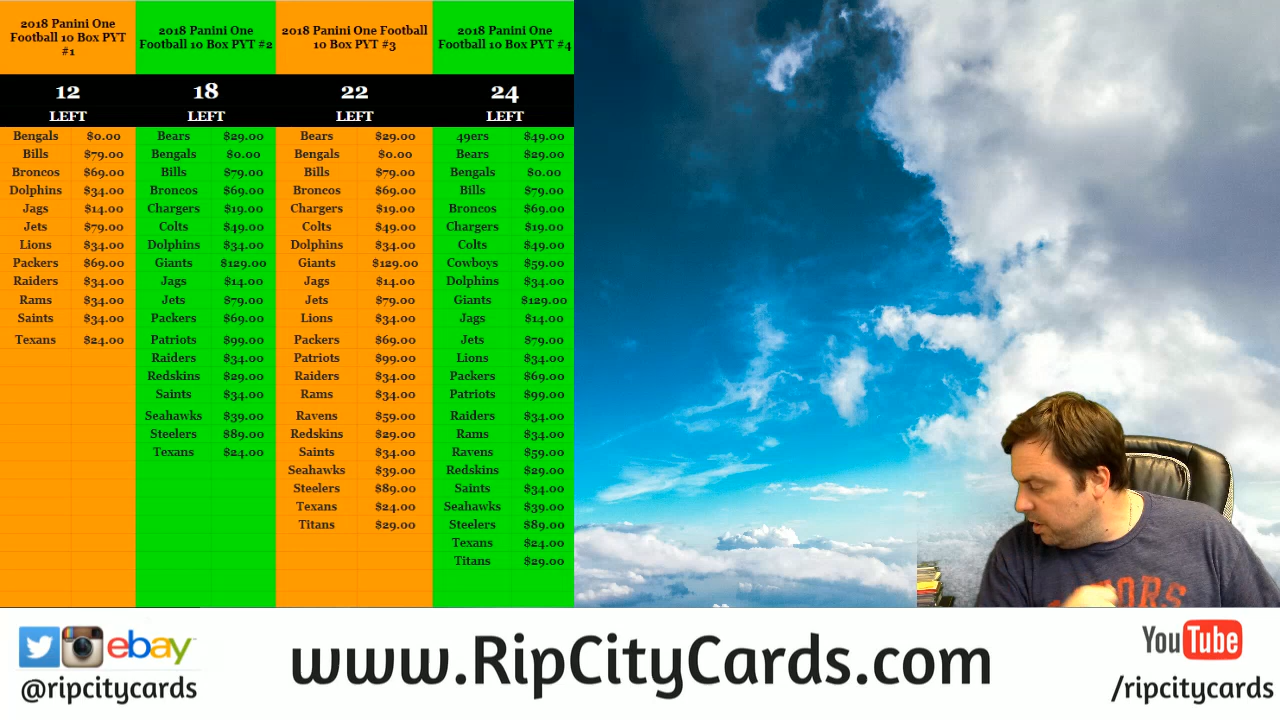 2018 Panini One
Football 10 Box PYT
#1
2018 Panini One
Football 10 Box PYT #2
2018 Panini One Football
10 Box PYT #3
2018 Panini One
Football 10 Box PYT #4
12 18 22 24
LEFT LEFT LEFT LEFT
Bengals $0.00 Bears $29.00 Bears $29.00 49ers $49.00
Bills $79.00 Bengals $0.00 Bengals $0.00 Bears $29.00
Broncos $69.00 Bills $79.00 Bills $79.00 Bengals $0.00
Dolphins $34.00 Broncos $69.00 Broncos $69.00 Bills $79.00
Jags $14.00 Chargers $19.00 Chargers $19.00 Broncos $69.00
Jets $79.00 Colts $49.00 Colts $49.00 Chargers $19.00
Lions $34.00 Dolphins $34.00 Dolphins $34.00 Colts $49.00
Packers $69.00 Giants $129.00 Giants $129.00 Cowboys $59.00
Raiders $34.00 Jags $14.00 Jags $14.00 Dolphins $34.00
Rams $34.00 Jets $79.00 Jets $79.00 Giants $129.00
Saints $34.00 Packers $69.00 Lions $34.00 Jags $14.00
Texans $24.00 Patriots $99.00 Packers $69.00 Jets $79.00
Raiders $34.00 Patriots $99.00 Lions $34.00
Redskins $29.00 Raiders $34.00 Packers $69.00
Saints $34.00 Rams $34.00 Patriots $99.00
Seahawks $39.00 Ravens $59.00 Raiders $34.00
Steelers $89.00 Redskins $29.00 Rams $34.00
Texans $24.00 Saints $34.00 Ravens $59.00
Seahawks $39.00 Redskins $29.00
Steelers $89.00 Saints $34.00
Texans $24.00 Seahawks $39.00
Titans $29.00 Steelers $89.00
Texans $24.00
Titans $29.00
ebay
@ripcitycards
www.RipCityCards.com
YouTube
/ripcitycards